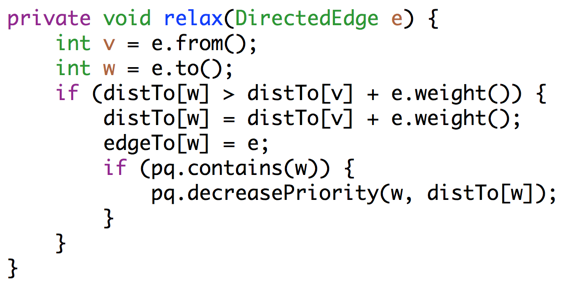 private void relax(DirectedEdge e) {
    int v = e.from();
    int w = e.to();
    if (distTo[w] > distTo[v] + e.weight()) {
        distTo[w] = distTo[v] + e.weight();
        edgeTo[w] = e;
        if (pq.contains(w)) {
            pq.decreasePriority(w, distTo[w]);
        }
    }
}